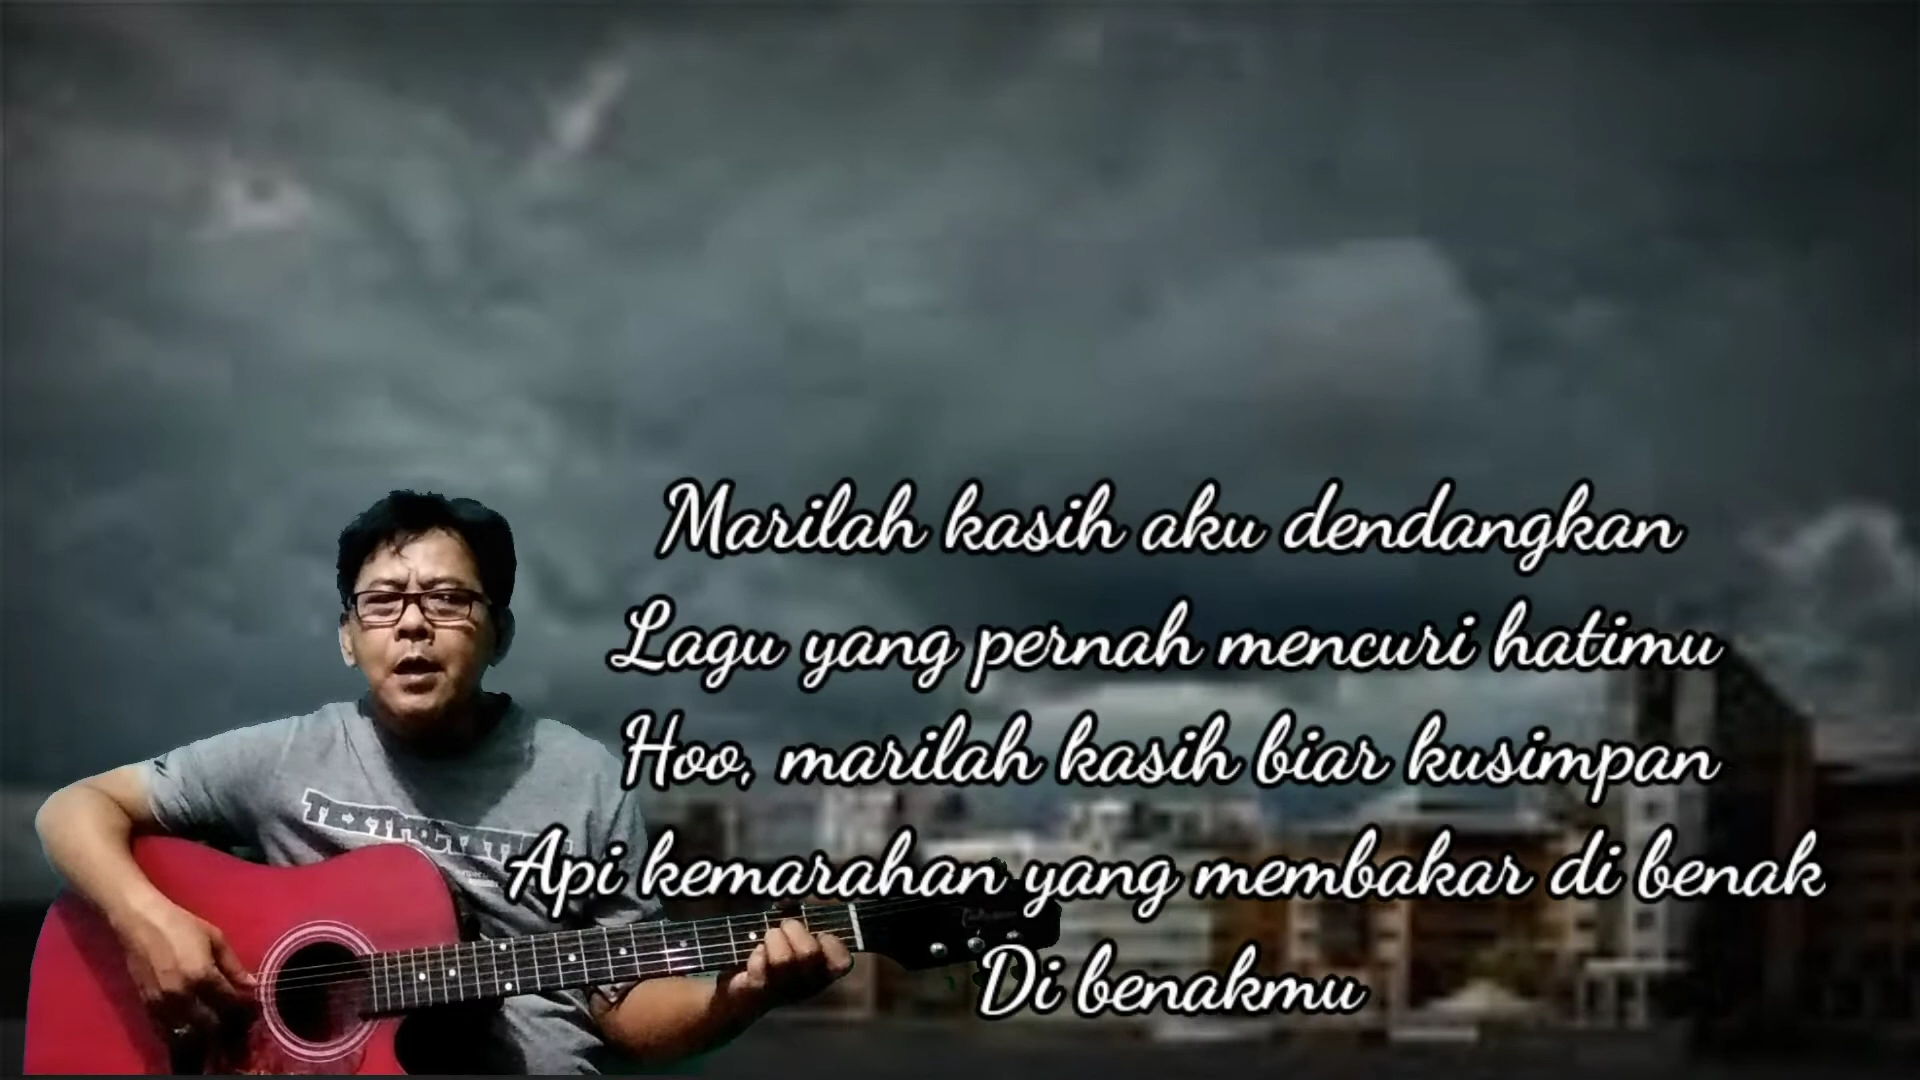 Marilah kasih aku dendangkan
Lagu yang pernah mencuri hatimu
Hoo, marilah kasih biar kusimpan
Api kemarahan yang membakar di benak
Di benakmu